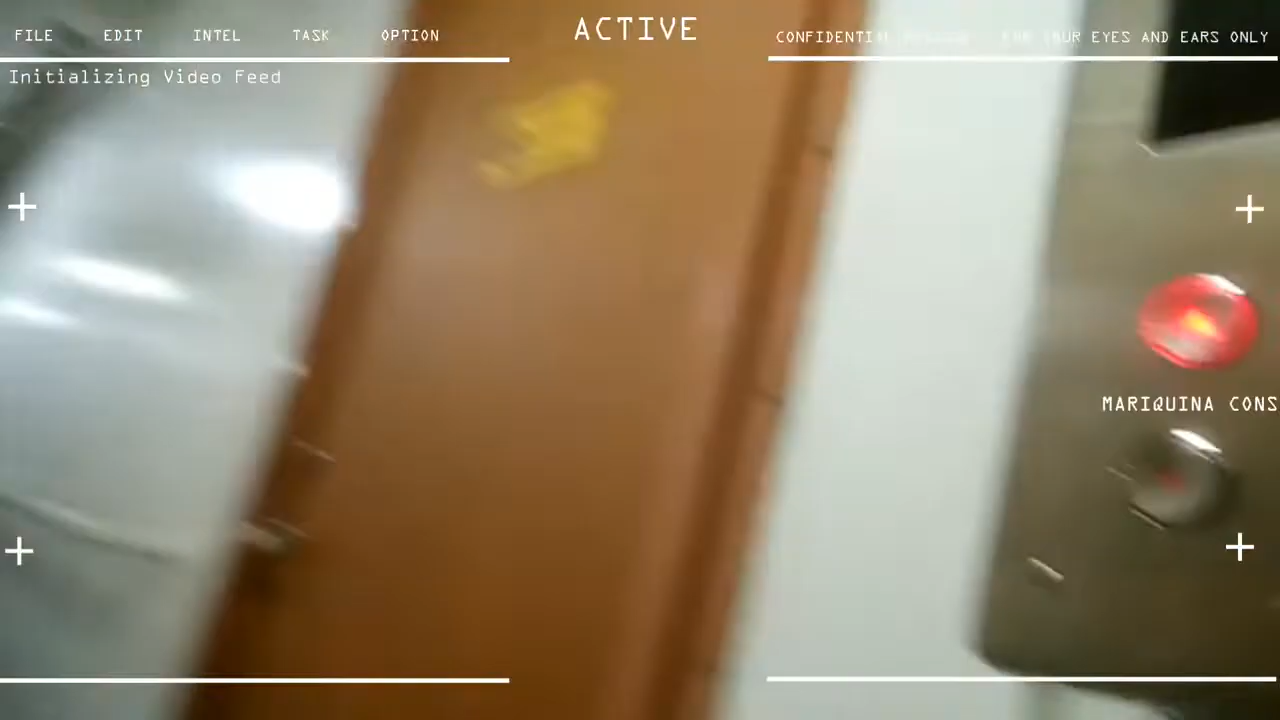 FILE EDIT INTEL TASK OPTION
ACTIVE
EYES AND EARS ONLY
Initializing Video Feed
MARIQUINA CONS